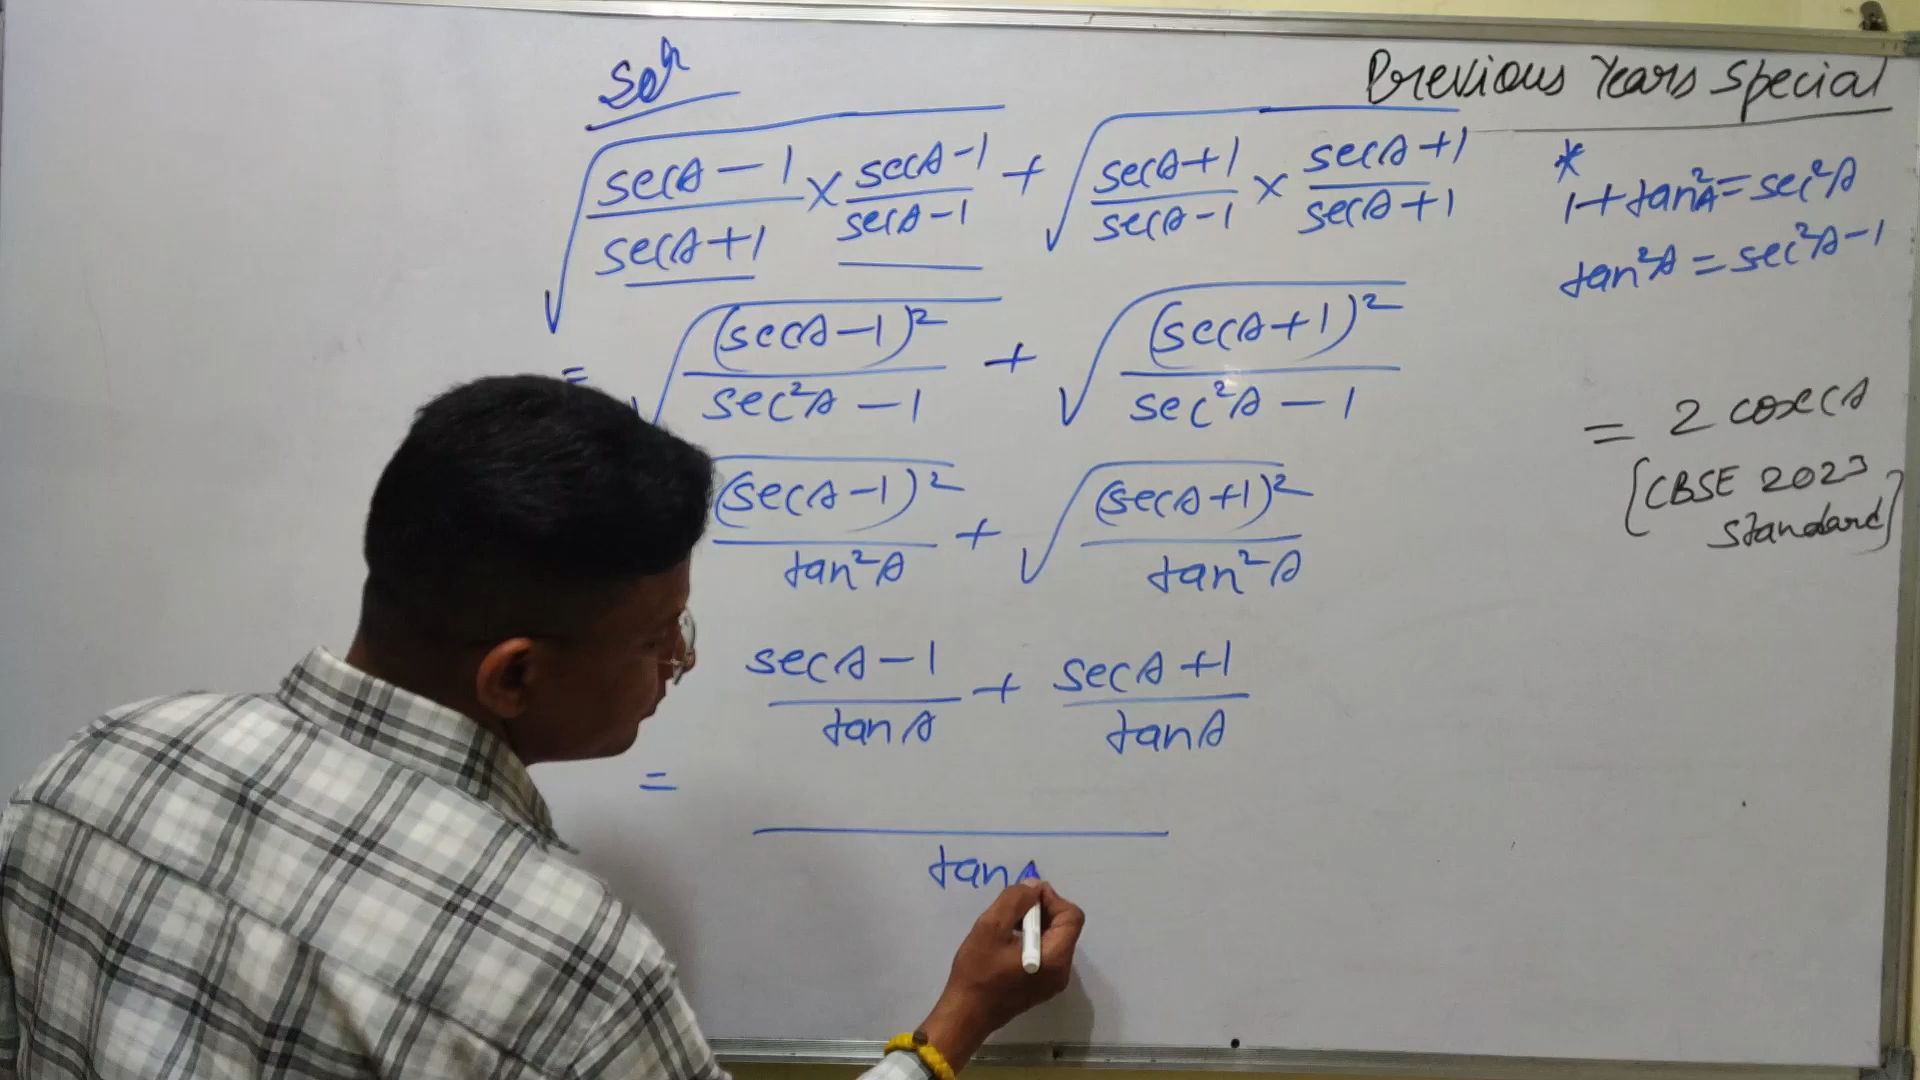 Soln
Previous Years Special
√(secA-1/secA+1 × secA-1/secA-1) + √(secA+1/secA-1 × secA+1/secA+1)
*
1+tan²A=sec²A
tan²A=sec²A-1
= √((secA-1)²/sec²A-1) + √((secA+1)²/sec²A-1)
= 2 cosecA
[CBSE 2023
Standard]
(secA-1)²/tan²A + √((secA+1)²/tan²A)
secA-1/tanA + secA+1/tanA
=
tanA